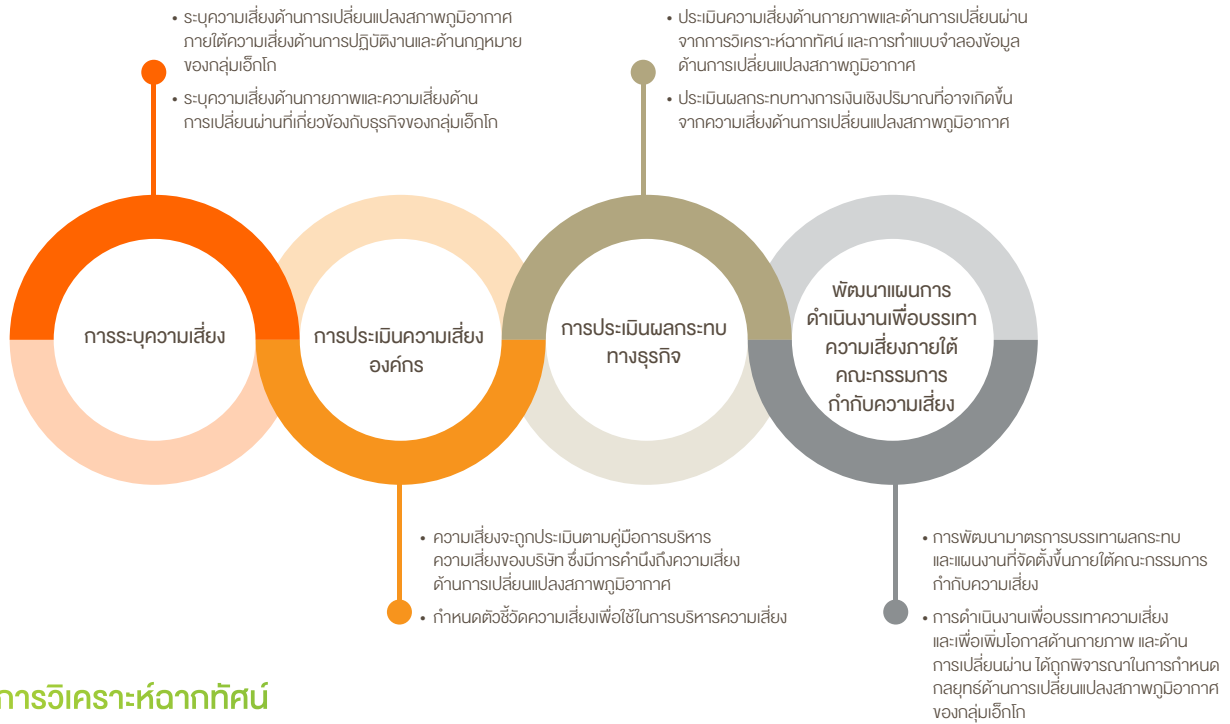 • ระบุความเสี่ยงด้านการเปลี่ยนแปลงสภาพภูมิอากาศ
ภายใต้ความเสี่ยงด้านการปฏิบัติงานและด้านกฎหมาย
ของกลุ่มเอ็กโก
• ระบุความเสี่ยงด้านกายภาพและความเสี่ยงด้าน
การเปลี่ยนผ่านที่เกี่ยวข้องกับธุรกิจของกลุ่มเอ็กโก
• ประเมินความเสี่ยงด้านกายภาพและด้านการเปลี่ยนผ่าน
จากการวิเคราะห์ฉากทัศน์ และการทำแบบจำลองข้อมูล
ด้านการเปลี่ยนแปลงสภาพภูมิอากาศ
• ประเมินผลกระทบทางการเงินเชิงปริมาณที่อาจเกิดขึ้น
จากความเสี่ยงด้านการเปลี่ยนแปลงสภาพภูมิอากาศ
การระบุความเสี่ยง
การประเมินความเสี่ยง
องค์กร
การประเมินผลกระทบ
ทางธุรกิจ
พัฒนาแผนการ
ดำเนินงานเพื่อบรรเทา
ความเสี่ยงภายใต้
คณะกรรมการ
กำกับความเสี่ยง
• ความเสี่ยงจะถูกประเมินตามคู่มือการบริหาร
ความเสี่ยงของบริษัท ซึ่งมีการคำนึงถึงความเสี่ยง
ด้านการเปลี่ยนแปลงสภาพภูมิอากาศ
• กำหนดตัวชี้วัดความเสี่ยงเพื่อใช้ในการบริหารความเสี่ยง
• การพัฒนามาตรการบรรเทาผลกระทบ
และแผนงานที่จัดตั้งขึ้นภายใต้คณะกรรมการ
กำกับความเสี่ยง
• การดำเนินงานเพื่อบรรเทาความเสี่ยง
และเพื่อเพิ่มโอกาสด้านกายภาพ และด้าน
การเปลี่ยนผ่าน ได้ถูกพิจารณาในการกำหนด
กลยุทธ์ด้านการเปลี่ยนแปลงสภาพภูมิอากาศ
ของกลุ่มเอ็กโก
การวิเคราะห์ฉากทัศน์